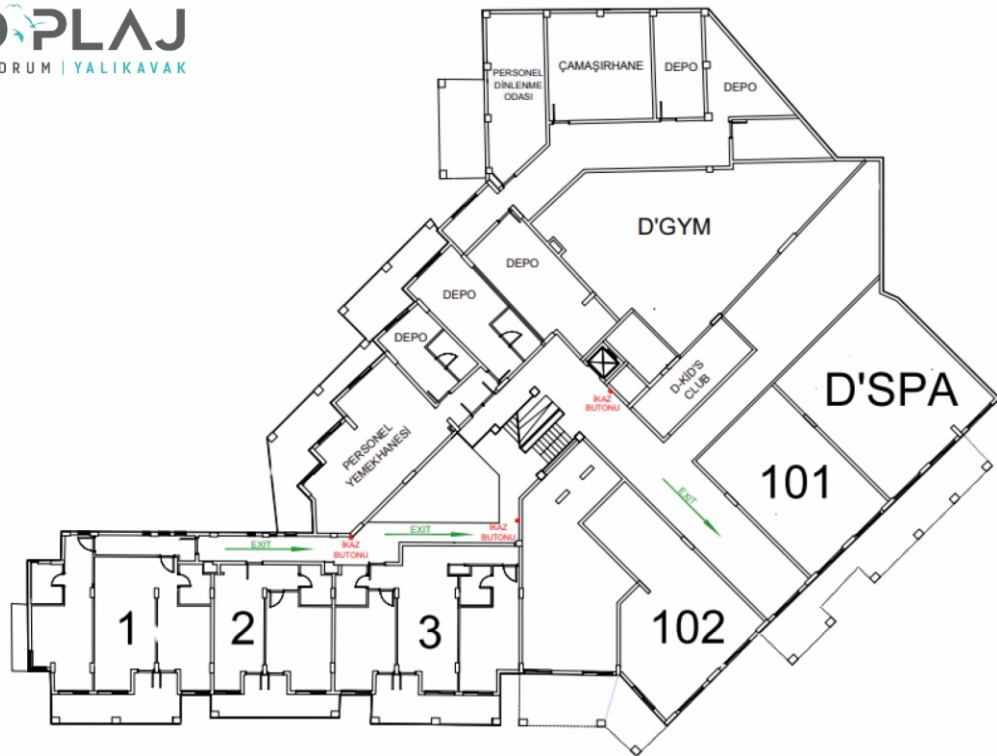 PLAJ
DRUM | YALIKAVAK
PERSONEL
DİNLENME
ODASI
ÇAMAŞIRHANE
DEPO
DEPO
D'GYM
DEPO
DEPO
DEPO
D-KİD'S
CLUB
İKAZ
BUTONU
D'SPA
PERSONEL
YEMEKHANESİ
101
EXIT
EXIT
İKAZ
BUTONU
EXIT
İKAZ
BUTONU
1
2
3
102